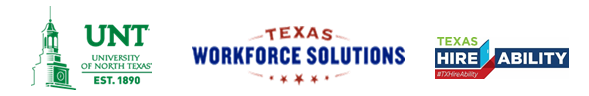 UNT
UNIVERSITY
OF NORTH TEXAS®
EST. 1890
TEXAS
WORKFORCE SOLUTIONS
TEXAS
HIRE ABILITY
#TXHireAbility